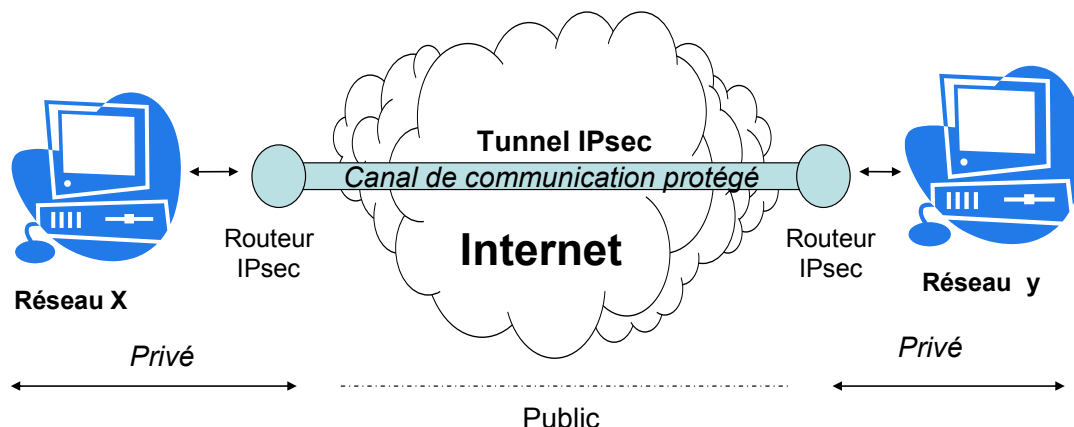 Tunnel IPsec
Canal de communication protégé
Internet
Routeur
IPsec
Routeur
IPsec
Réseau X
Réseau y
Privé
Privé
Public